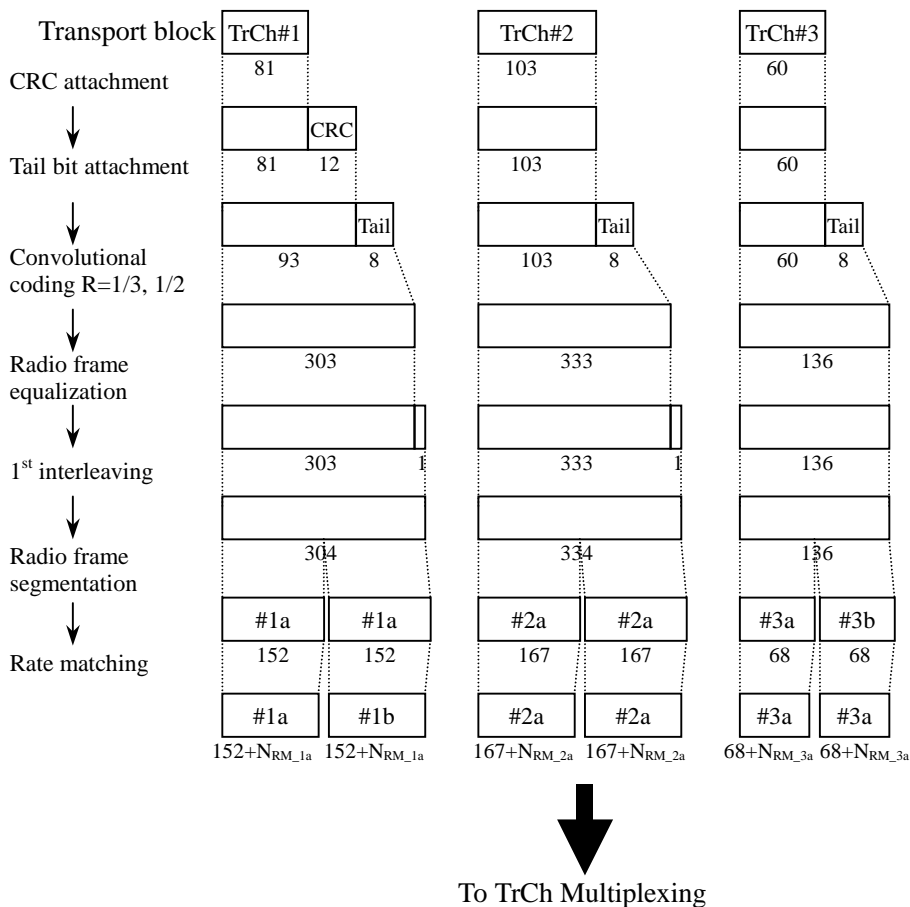 Transport block TrCh#1 TrCh#2 TrCh#3
81 103 60
CRC attachment
CRC
81 12 103 60
Tail bit attachment
Tail Tail Tail
93 8 103 8 60 8
Convolutional
coding R=1/3, 1/2
303 333 136
Radio frame
equalization
303 1 333 1 136
1st interleaving
304 334 136
Radio frame
segmentation
#1a #1a #2a #2a #3a #3b
152 152 167 167 68 68
Rate matching
#1a #1b #2a #2a #3a #3a
152+NRM_1a 152+NRM_1a 167+NRM_2a 167+NRM_2a 68+NRM_3a 68+NRM_3a
To TrCh Multiplexing